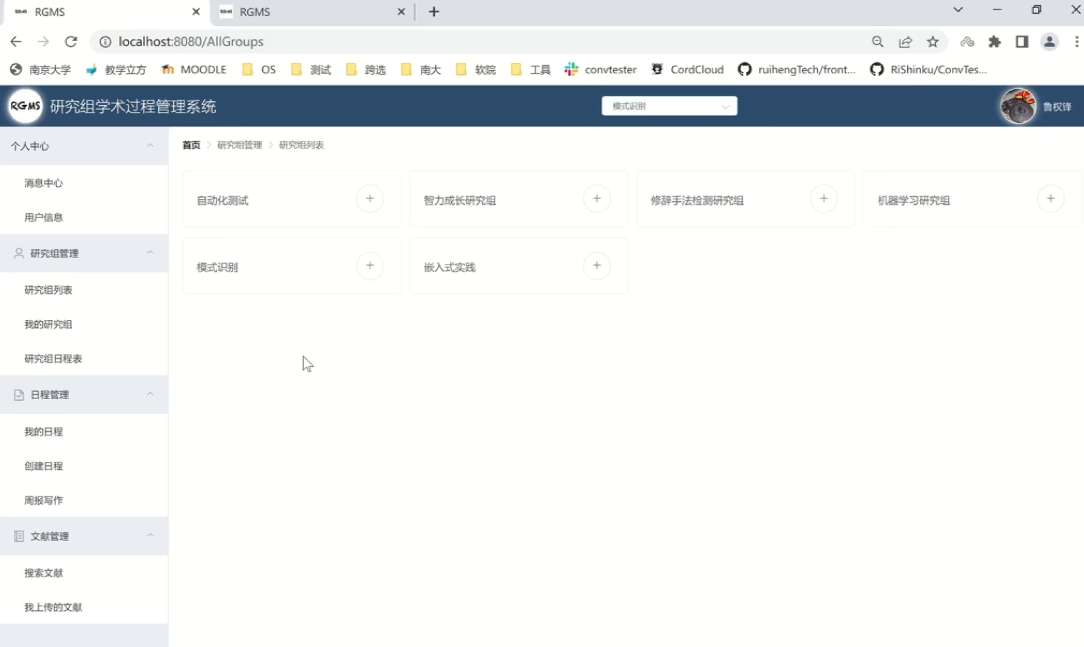 RGMS
RGMS
localhost:8080/AllGroups
南京大学 教学立方 MOODLE OS 测试 跨选 南大 软院 工具 convtester CordCloud ruihengTech/front... RiShinku/ConvTes...
RGMS 研究组学术过程管理系统 模式识别 鲁权锋
个人中心
消息中心
用户信息
研究组管理
研究组列表
我的研究组
研究组日程表
日程管理
我的日程
创建日程
周报写作
文献管理
搜索文献
我上传的文献
首页 > 研究组管理 > 研究组列表
自动化测试 +
智力成长研究组 +
修辞手法检测研究组 +
机器学习研究组 +
模式识别 +
嵌入式实践 +